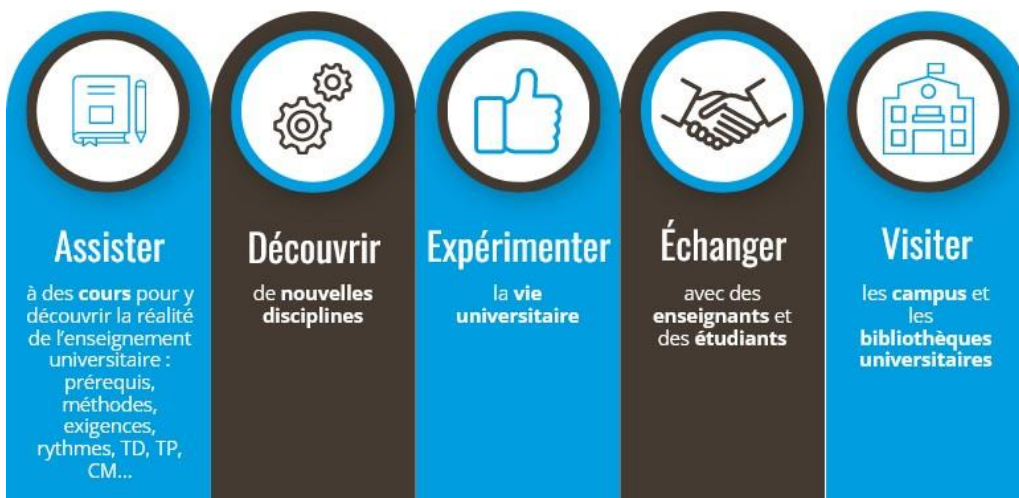 Assister
à des cours pour y
découvrir la réalité
de l'enseignement
universitaire :
prérequis,
méthodes,
exigences,
rythmes, TD, TP,
CM...
Découvrir
de nouvelles
disciplines
Expérimenter
la vie
universitaire
Échanger
avec des
enseignants et
des étudiants
Visiter
les campus et
les
bibliothèques
universitaires